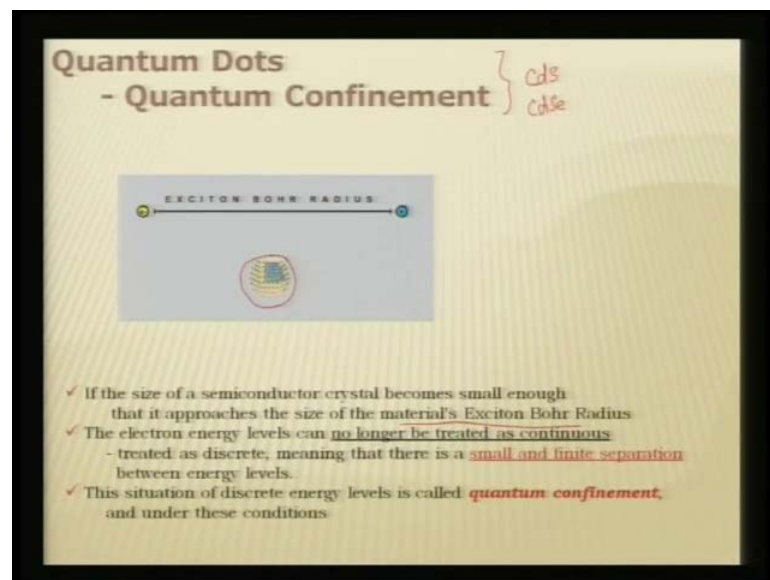 Quantum Dots
- Quantum Confinement
Cds
CdSe
EXCITON BOHR RADIUS
✓ If the size of a semiconductor crystal becomes small enough
that it approaches the size of the material's Exciton Bohr Radius
✓ The electron energy levels can no longer be treated as continuous
- treated as discrete, meaning that there is a small and finite separation
between energy levels.
✓ This situation of discrete energy levels is called quantum confinement,
and under these conditions